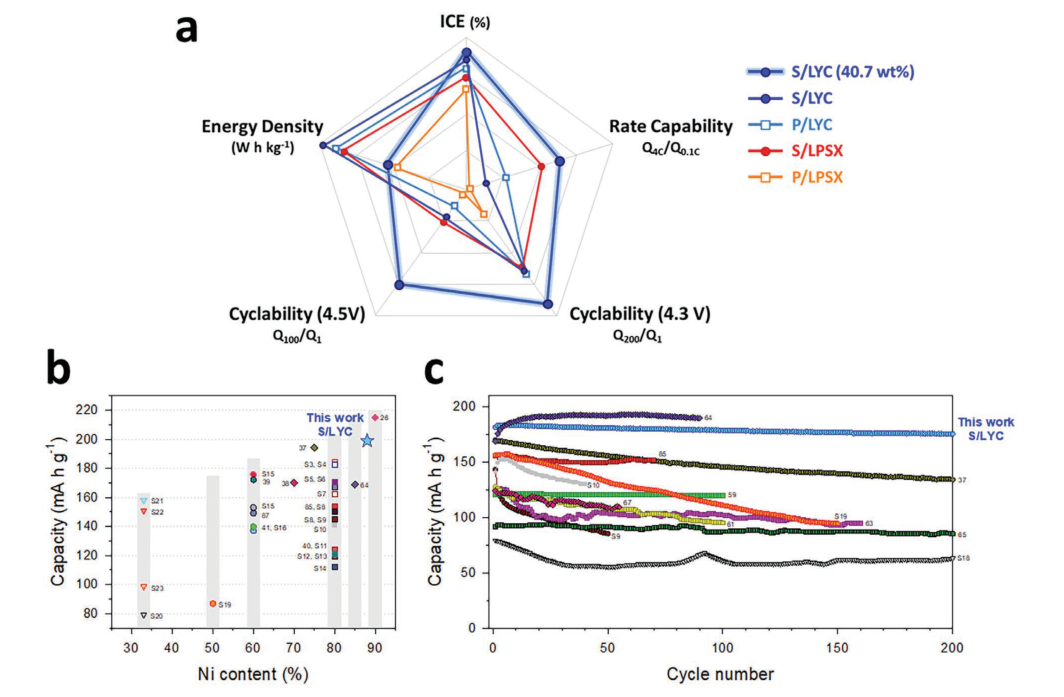 a
ICE (%)
S/LYC (40.7 wt%)
S/LYC
P/LYC
S/LPSX
P/LPSX
Energy Density
(W h kg-1)
Rate Capability
Q4C/Q0.1C
Cyclability (4.5V)
Q100/Q1
Cyclability (4.3 V)
Q200/Q1
b
Capacity (mA h g-1)
220
200
180
160
140
120
100
80
30 40 50 60 70 80 90
Ni content (%)
This work
S/LYC
26
37
S3, S4
S15
39
38
S5, S6
64
S21
S7
S22
S15
67
85, S8
S8, S9
41, S16
S10
40, S11
S12, S13
S14
S23
S19
S20
c
Capacity (mA h g-1)
200
150
100
50
0
0 50 100 150 200
Cycle number
This work
S/LYC
64
85
37
S10
59
67
S19
63
61
S9
65
S18